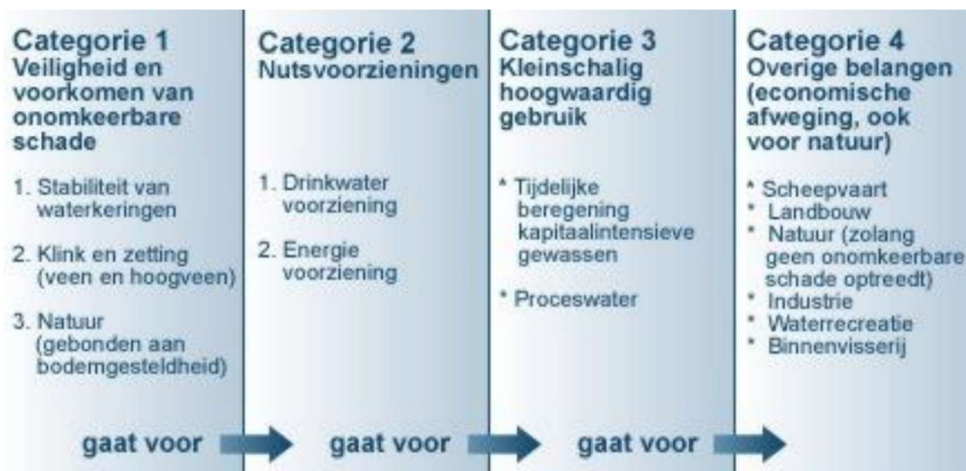 Categorie 1
Veiligheid en
voorkomen van
onomkeerbare
schade
1. Stabiliteit van
waterkeringen
2. Klink en zetting
(veen en hoogveen)
3. Natuur
(gebonden aan
bodemgesteldheid)
gaat voor
Categorie 2
Nutsvoorzieningen
1. Drinkwater
voorziening
2. Energie
voorziening
gaat voor
Categorie 3
Kleinschalig
hoogwaardig
gebruik
* Tijdelijke
beregening
kapitaalintensieve
gewassen
* Proceswater
gaat voor
Categorie 4
Overige belangen
(economische
afweging, ook
voor natuur)
* Scheepvaart
* Landbouw
* Natuur (zolang
geen onomkeerbare
schade optreedt)
* Industrie
* Waterrecreatie
* Binnenvisserij